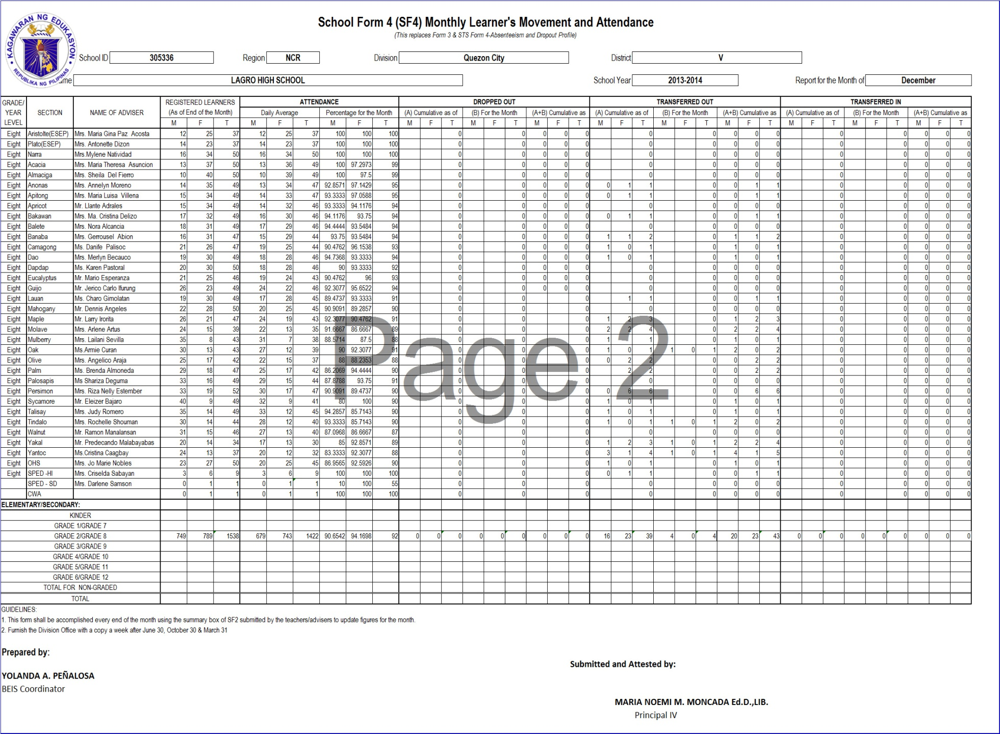 School Form 4 (SF4) Monthly Learner's Movement and Attendance
(This replaces Form 3 & STS Form 4-Absenteeism and Dropout Profile)
KAGAWARAN NG EDUKASYON
REPUBLIKA NG PILIPINAS
School ID 305336 Region NCR Division Quezon City District V
ame LAGRO HIGH SCHOOL School Year 2013-2014 Report for the Month of December
GRADE/ YEAR LEVEL SECTION NAME OF ADVISER REGISTERED LEARNERS (As of End of the Month) ATTENDANCE DROPPED OUT TRANSFERRED OUT TRANSFERRED IN
Daily Average Percentage for the Month (A) Cumulative as of (B) For the Month (A+B) Cumulative as (A) Cumulative as of (B) For the Month (A+B) Cumulative as (A) Cumulative as of (B) For the Month (A+B) Cumulative as
M F T M F T M F T M F T M F T M F T M F T M F T M F T M F T M F T M F T
Eight Aristolte(ESEP) Mrs. Maria Gina Paz Acosta 12 25 37 12 25 37 100 100 100 0 0 0 0 0 0 0 0 0 0 0 0 0 0 0
Eight Plato(ESEP) Mrs. Antonette Dizon 14 23 37 14 23 37 100 100 100 0 0 0 0 0 0 0 0 0 0 0 0 0 0 0
Eight Narra Mrs.Mylene Natividad 16 34 50 16 34 50 100 100 100 0 0 0 0 0 0 0 0 0 0 0 0 0 0 0
Eight Acacia Mrs. Maria Theresa Asuncion 13 37 50 13 36 49 100 97.2973 99 0 0 0 0 0 0 0 0 0 0 0 0 0 0 0
Eight Almaciga Mrs. Sheila Del Fierro 10 40 50 10 39 49 100 97.5 99 0 0 0 0 0 0 0 0 0 0 0 0 0 0 0
Eight Anonas Mrs. Annelyn Moreno 14 35 49 13 34 47 92.8571 97.1429 95 0 0 0 0 0 0 1 1 0 0 1 1 0 0 0 0 0
Eight Apitong Mrs. Maria Luisa Villena 15 34 49 14 33 47 93.3333 97.0588 95 0 0 0 0 0 0 1 1 0 0 1 1 0 0 0 0 0
Eight Apricot Mr. Llante Adrales 15 34 49 14 32 46 93.3333 94.1176 94 0 0 0 0 0 0 0 0 0 0 0 0 0 0 0
Eight Bakawan Mrs. Ma. Cristina Delizo 17 32 49 16 30 46 94.1176 93.75 94 0 0 0 0 0 0 1 1 0 0 1 1 0 0 0 0 0
Eight Balete Mrs. Nora Alcancia 18 31 49 17 29 46 94.4444 93.5484 94 0 0 0 0 0 0 0 0 0 0 0 0 0 0 0
Eight Banaba Mrs. Gerrousel Abion 16 31 47 15 29 44 93.75 93.5484 94 0 0 0 0 0 1 1 2 0 1 1 2 0 0 0 0 0
Eight Camagong Ms. Danife Palisoc 21 26 47 19 25 44 90.4762 96.1538 93 0 0 0 0 0 1 0 1 0 1 0 1 0 0 0 0 0
Eight Dao Mrs. Merlyn Becauco 19 30 49 18 28 46 94.7368 93.3333 94 0 0 0 0 0 1 0 1 0 1 0 1 0 0 0 0 0
Eight Dapdap Ms. Karen Pastoral 20 30 50 18 28 46 90 93.3333 92 0 0 0 0 0 0 0 0 0 0 0 0 0 0 0
Eight Eucalyptus Mr. Mario Esperanza 21 25 46 19 24 43 90.4762 96 93 0 0 0 0 0 0 0 0 0 0 0 0 0 0 0
Eight Guijo Mr. Jerico Carlo Ifurung 26 23 49 24 22 46 92.3077 95.6522 94 0 0 0 0 0 0 0 0 0 0 0 0 0 0 0
Eight Lauan Ms. Charo Gimolatan 19 30 49 17 28 45 89.4737 93.3333 91 0 0 0 1 1 0 0 1 1 0 0 0 0 0
Eight Mahogany Mr. Dennis Angeles 22 28 50 20 25 45 90.9091 89.2857 90 0 0 0 0 0 0 0 0 0 0 0 0 0
Eight Maple Mr. Larry Irorita 26 21 47 24 19 43 92.3077 90.4762 91 0 0 0 1 2 3 0 1 2 3 0 0 0 0 0
Eight Molave Mrs. Arlene Artus 24 15 39 22 13 35 91.6667 86.6667 89 0 0 0 2 2 4 0 2 2 4 0 0 0 0 0
Eight Mulberry Mrs. Lailani Sevilla 35 8 43 31 7 38 88.5714 87.5 88 0 0 0 1 1 0 1 0 1 0 0 0 0 0
Eight Oak Ms.Armie Curan 30 13 43 27 12 39 90 92.3077 91 0 0 0 1 0 1 1 0 1 2 0 2 0 0 0 0 0
Eight Olive Mrs. Angelico Araja 25 17 42 22 15 37 88 88.2353 88 0 0 0 0 2 2 0 0 2 2 0 0 0 0 0
Eight Palm Ms. Brenda Almoneda 29 18 47 25 17 42 86.2069 94.4444 90 0 0 0 2 2 0 0 2 2 0 0 0 0 0
Eight Palosapis Ms Shariza Deguma 33 16 49 29 15 44 87.8788 93.75 91 0 0 0 0 0 0 0 0 0 0 0 0 0
Eight Persimon Mrs. Riza Nelly Estember 33 19 52 30 17 47 90.9091 89.4737 90 0 0 0 0 6 6 0 0 6 6 0 0 0 0 0
Eight Sycamore Mr. Eleizer Bajaro 40 9 49 32 9 41 80 100 90 0 0 0 1 0 1 0 1 0 1 0 0 0 0 0
Eight Talisay Mrs. Judy Romero 35 14 49 33 12 45 94.2857 85.7143 90 0 0 0 1 0 1 0 1 0 1 0 0 0 0 0
Eight Tindalo Mrs. Rochelle Shouman 30 14 44 28 12 40 93.3333 85.7143 90 0 0 0 1 0 1 1 0 1 2 0 2 0 0 0 0 0
Eight Walnut Mr. Ramon Manalansan 31 15 46 27 13 40 87.0968 86.6667 87 0 0 0 0 0 0 0 0 0 0 0 0 0
Eight Yakal Mr. Predecando Malabayabas 20 14 34 17 13 30 85 92.8571 89 0 0 0 1 2 3 1 0 1 2 2 4 0 0 0 0 0
Eight Yantoc Ms.Cristina Caagbay 24 13 37 20 12 32 83.3333 92.3077 88 0 0 0 3 1 4 1 0 1 4 1 5 0 0 0 0 0
Eight OHS Mrs. Jo Marie Nobles 23 27 50 20 25 45 86.9565 92.5926 90 0 0 0 1 0 1 0 1 0 1 0 0 0 0 0
Eight SPED -HI Mrs. Criselda Sabayan 3 6 9 3 6 9 100 100 100 0 0 0 0 1 1 0 0 1 1 0 0 0 0 0
SPED - SD Mrs. Darlene Samson 0 1 1 0 1 1 10 100 55 0 0 0 0 0 0 0 0 0 0 0 0 0
CWA 0 1 1 0 1 1 100 100 100 0 0 0 0 0 0 0 0 0 0 0 0 0
ELEMENTARY/SECONDARY:
KINDER
GRADE 1/GRADE 7
GRADE 2/GRADE 8 749 789 1538 679 743 1422 90.6542 94.1698 92 0 0 0 0 0 0 0 0 0 16 23 39 4 0 4 20 23 43 0 0 0 0 0 0 0 0 0
GRADE 3/GRADE 9
GRADE 4/GRADE 10
GRADE 5/GRADE 11
GRADE 6/GRADE 12
TOTAL FOR NON-GRADED
TOTAL
Page 2
GUIDELINES:
1. This form shall be accomplished every end of the month using the summary box of SF2 submitted by the teachers/advisers to update figures for the month.
2. Furnish the Division Office with a copy a week after June 30, October 30 & March 31
Prepared by:
Submitted and Attested by:
YOLANDA A. PEÑALOSA
BEIS Coordinator
MARIA NOEMI M. MONCADA Ed.D.,LIB.
Principal IV